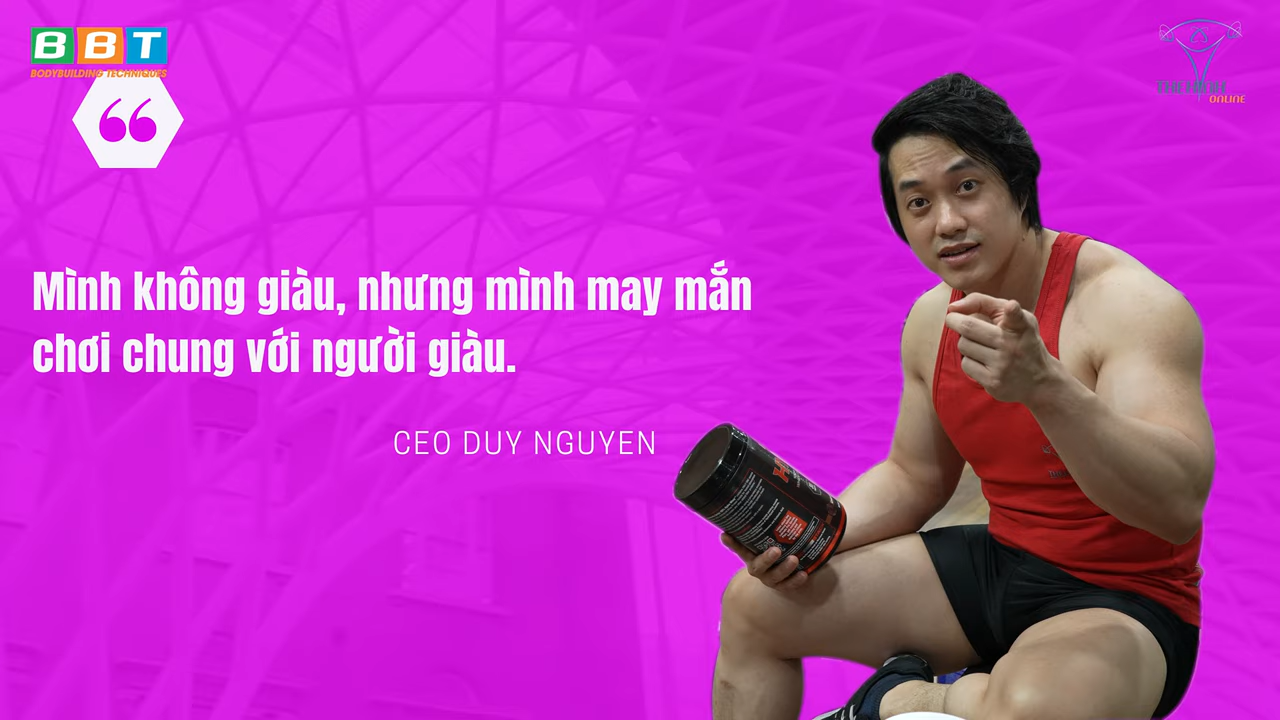 BBT
BODYBUILDING TECHNIQUES
ONLINE
Mình không giàu, nhưng mình may mắn
chơi chung với người giàu.
CEO DUY NGUYEN